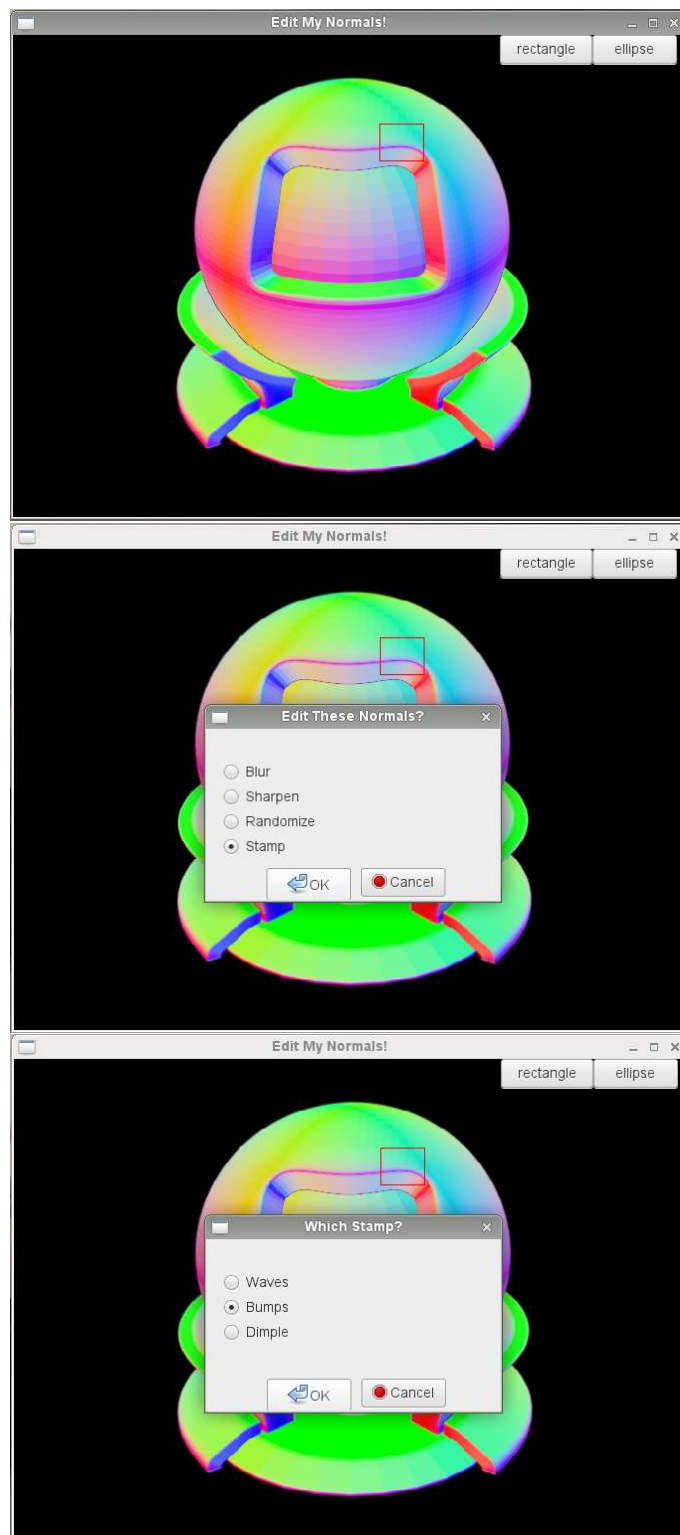 Edit My Normals!
rectangle ellipse
Edit My Normals!
rectangle ellipse
Edit These Normals?
Blur
Sharpen
Randomize
Stamp
OK Cancel
Edit My Normals!
rectangle ellipse
Which Stamp?
Waves
Bumps
Dimple
OK Cancel